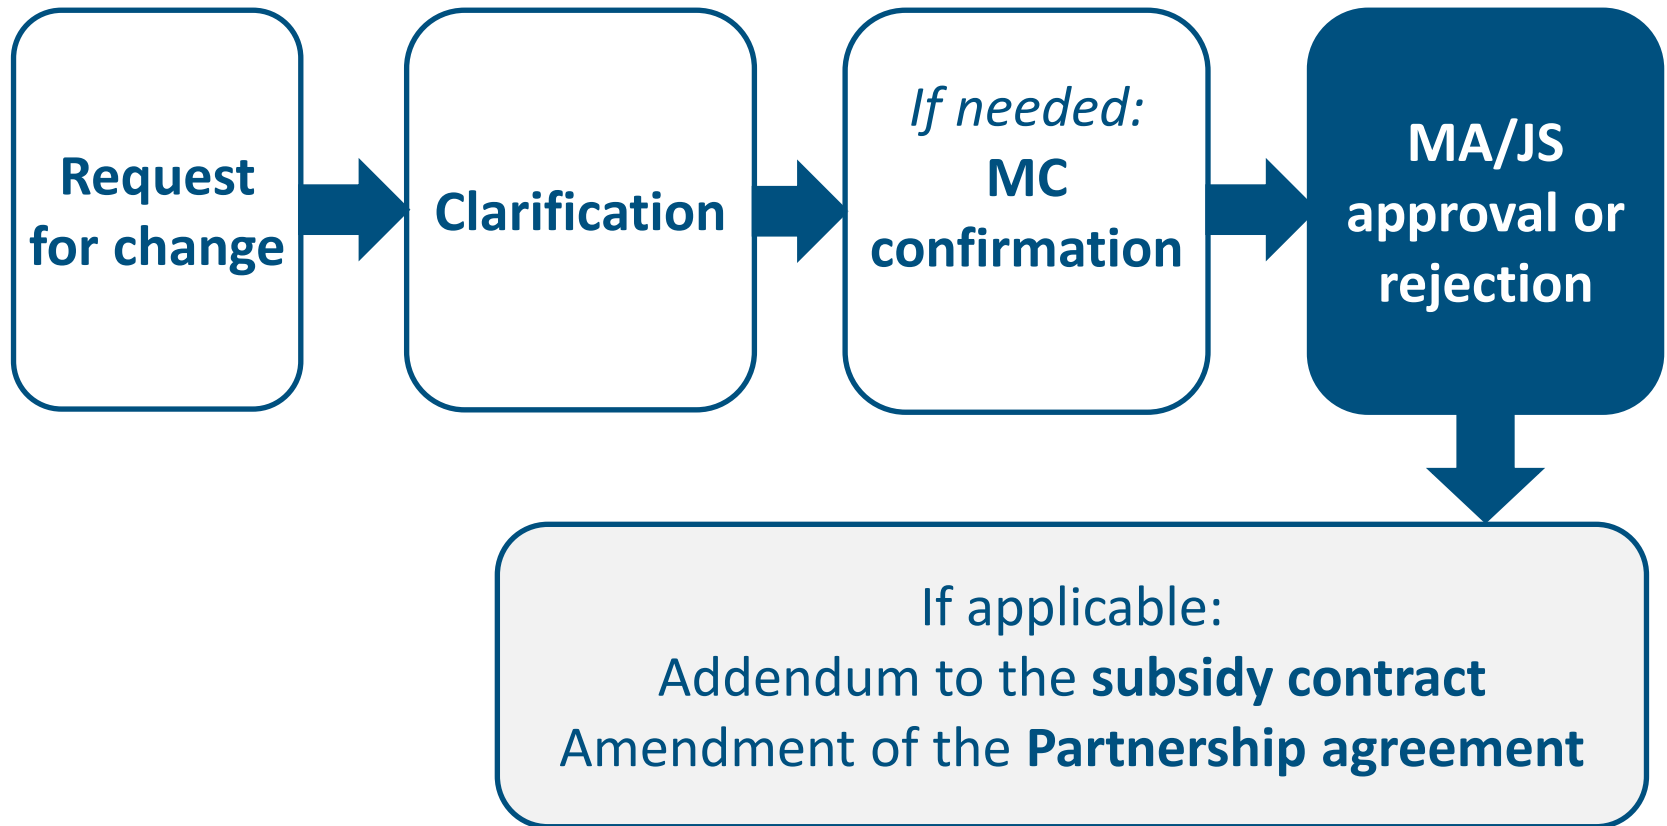 Request
for change
Clarification
If needed:
MC
confirmation
MA/JS
approval or
rejection
If applicable:
Addendum to the subsidy contract
Amendment of the Partnership agreement